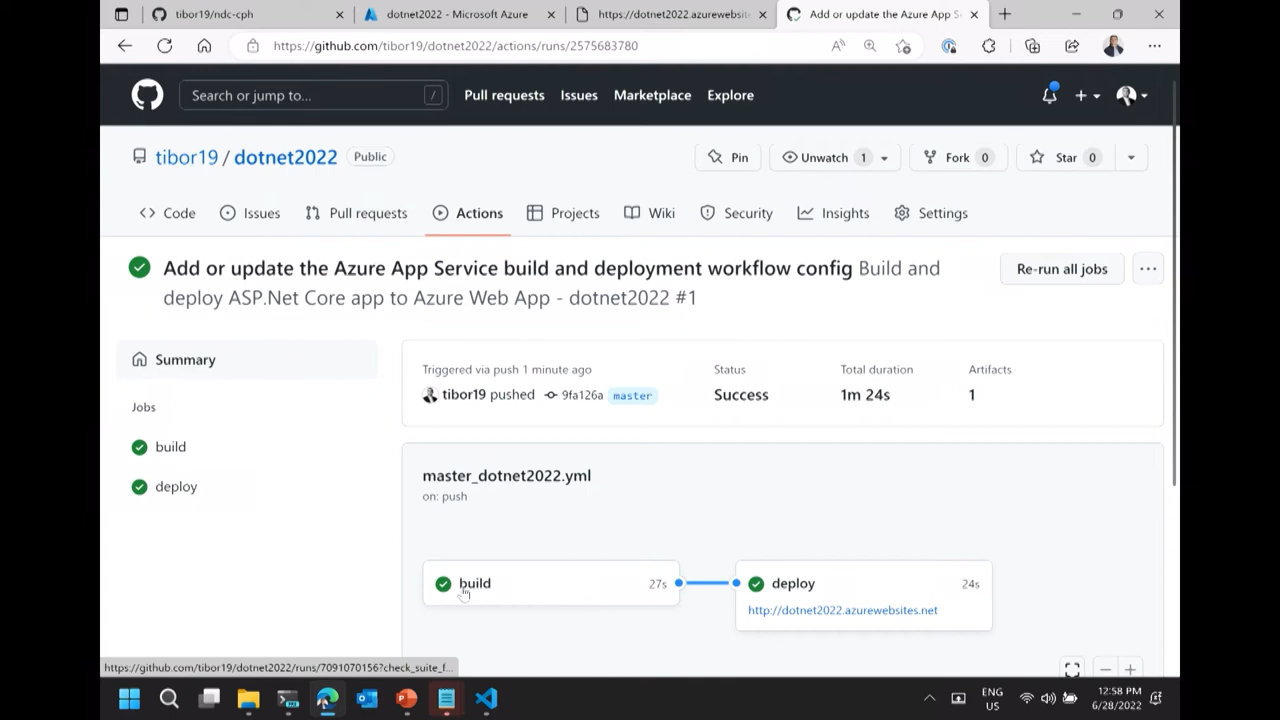 tibor19/ndc-cph
dotnet2022 - Microsoft Azure
https://dotnet2022.azurewebsit
Add or update the Azure App S
https://github.com/tibor19/dotnet2022/actions/runs/2575683780
Search or jump to...
/
Pull requests
Issues
Marketplace
Explore
tibor19 / dotnet2022
Public
Pin
Unwatch 1
Fork 0
Star 0
Code
Issues
Pull requests
Actions
Projects
Wiki
Security
Insights
Settings
Add or update the Azure App Service build and deployment workflow config Build and
deploy ASP.Net Core app to Azure Web App - dotnet2022 #1
Re-run all jobs
Summary
Jobs
build
deploy
Triggered via push 1 minute ago
tibor19 pushed 9fa126a master
Status
Success
Total duration
1m 24s
Artifacts
1
master_dotnet2022.yml
on: push
build
27s
deploy
24s
http://dotnet2022.azurewebsites.net
https://github.com/tibor19/dotnet2022/runs/7091070156?check_suite_f...
ENG
US
12:58 PM
6/28/2022